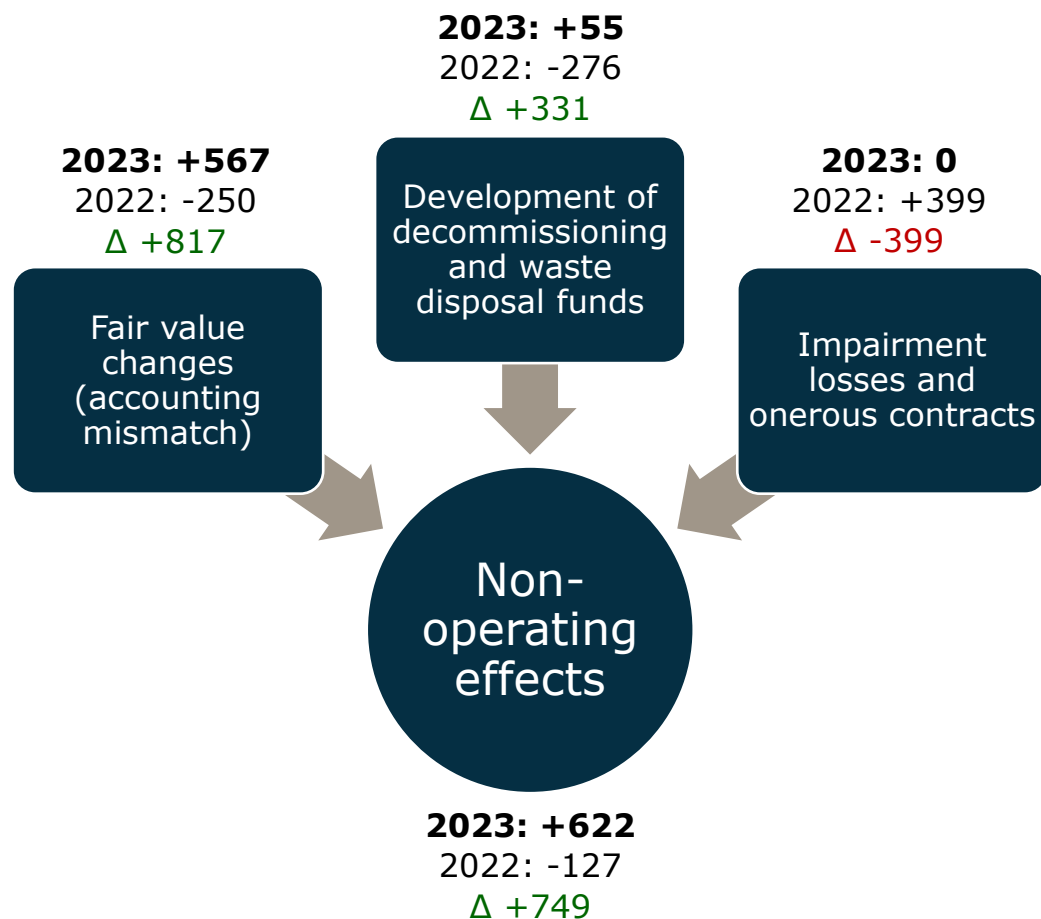 2023: +55
2022: -276
Δ +331
Development of
decommissioning
and waste
disposal funds
2023: +567
2022: -250
Δ +817
Fair value
changes
(accounting
mismatch)
2023: 0
2022: +399
Δ -399
Impairment
losses and
onerous contracts
Non-
operating
effects
2023: +622
2022: -127
Δ +749